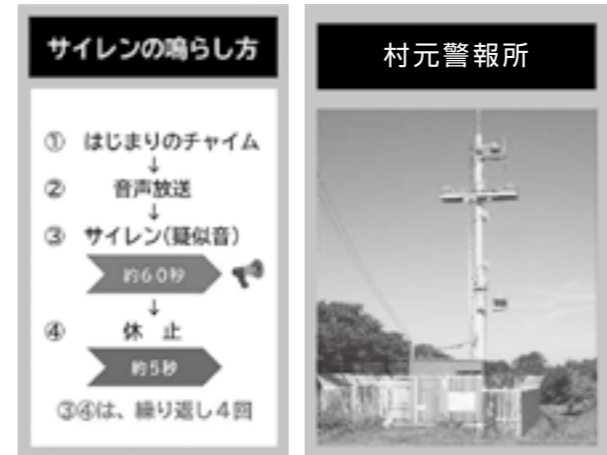 サイレンの鳴らし方
① はじまりのチャイム
↓
② 音声放送
↓
③ サイレン(疑似音)
約60秒
↓
④ 休 止
約5秒
③④は、繰り返し4回
村元警報所